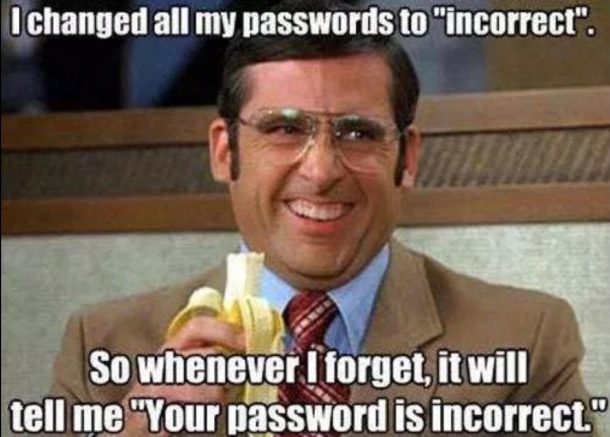 I changed all my passwords to "incorrect".
So whenever I forget, it will
tell me "Your password is incorrect."